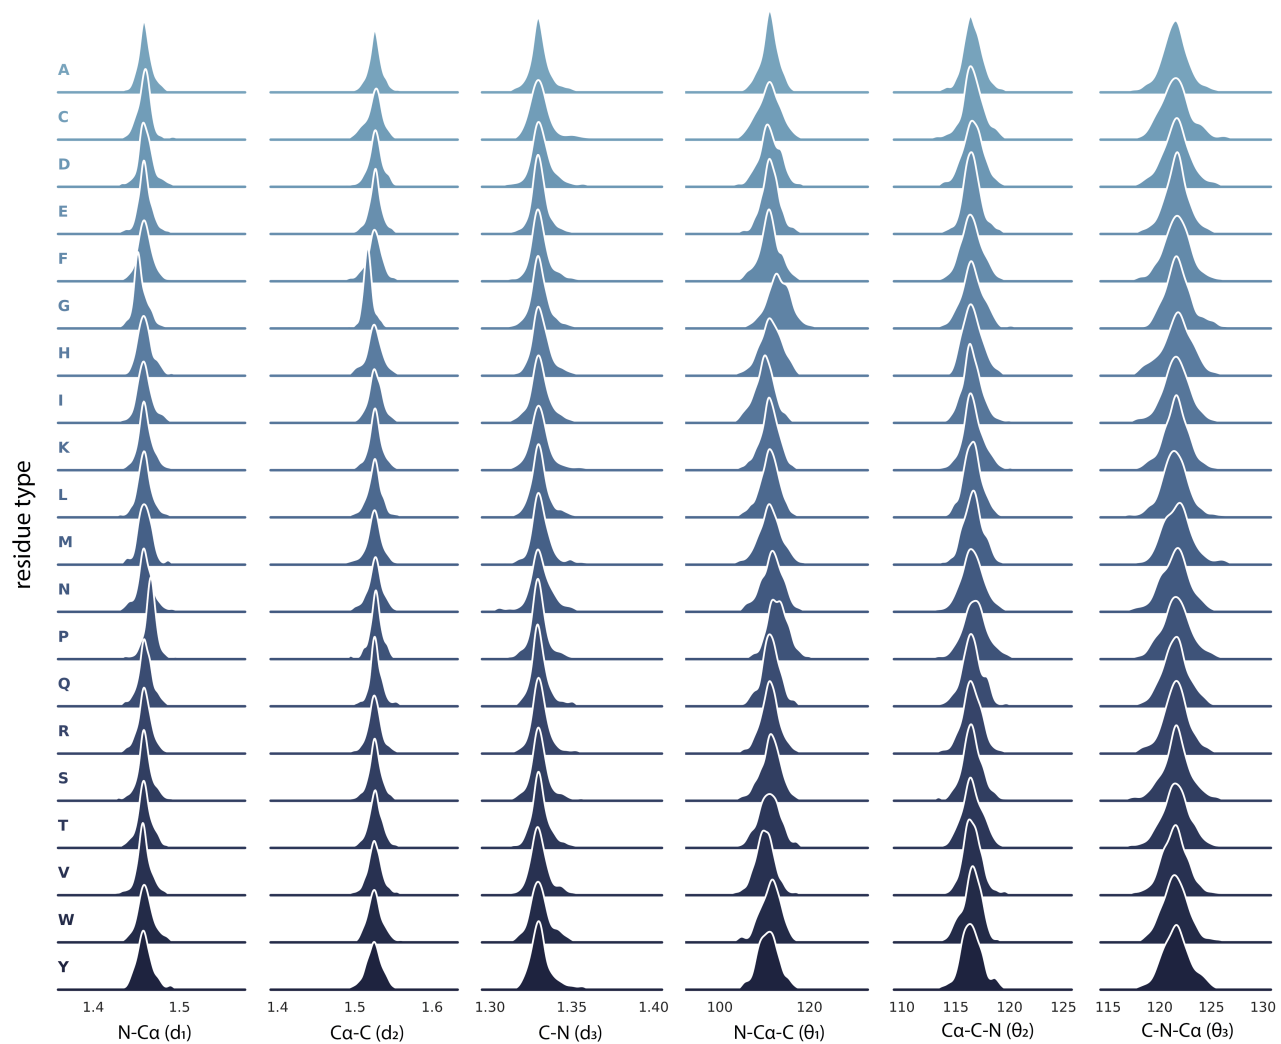 A
C
D
E
F
G
H
I
K
L
M
N
P
Q
R
S
T
V
W
Y
residue type
1.4 1.5 1.4 1.5 1.6 1.30 1.35 1.40 100 120 110 115 120 125 115 120 125 130
N-Cα (d₁) Cα-C (d₂) C-N (d₃) N-Cα-C (θ₁) Cα-C-N (θ₂) C-N-Cα (θ₃)